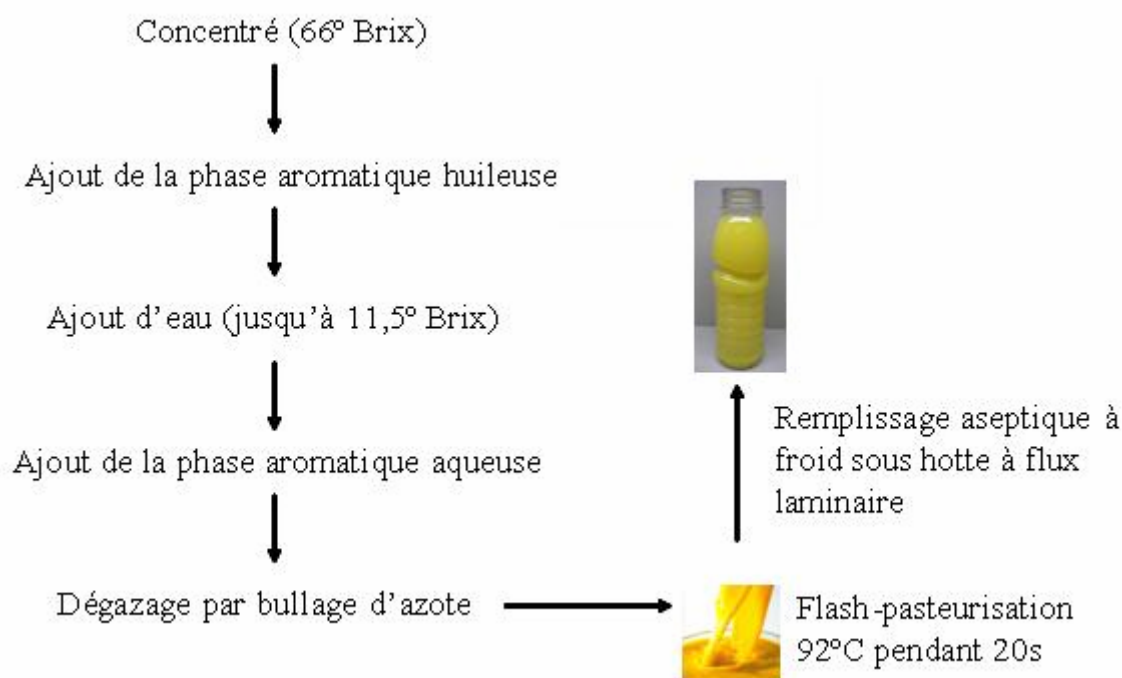 Concentré (66° Brix)
Ajout de la phase aromatique huileuse
Ajout d'eau (jusqu'à 11,5° Brix)
Ajout de la phase aromatique aqueuse
Dégazage par bullage d'azote
Flash-pasteurisation
92°C pendant 20s
Remplissage aseptique à
froid sous hotte à flux
laminaire